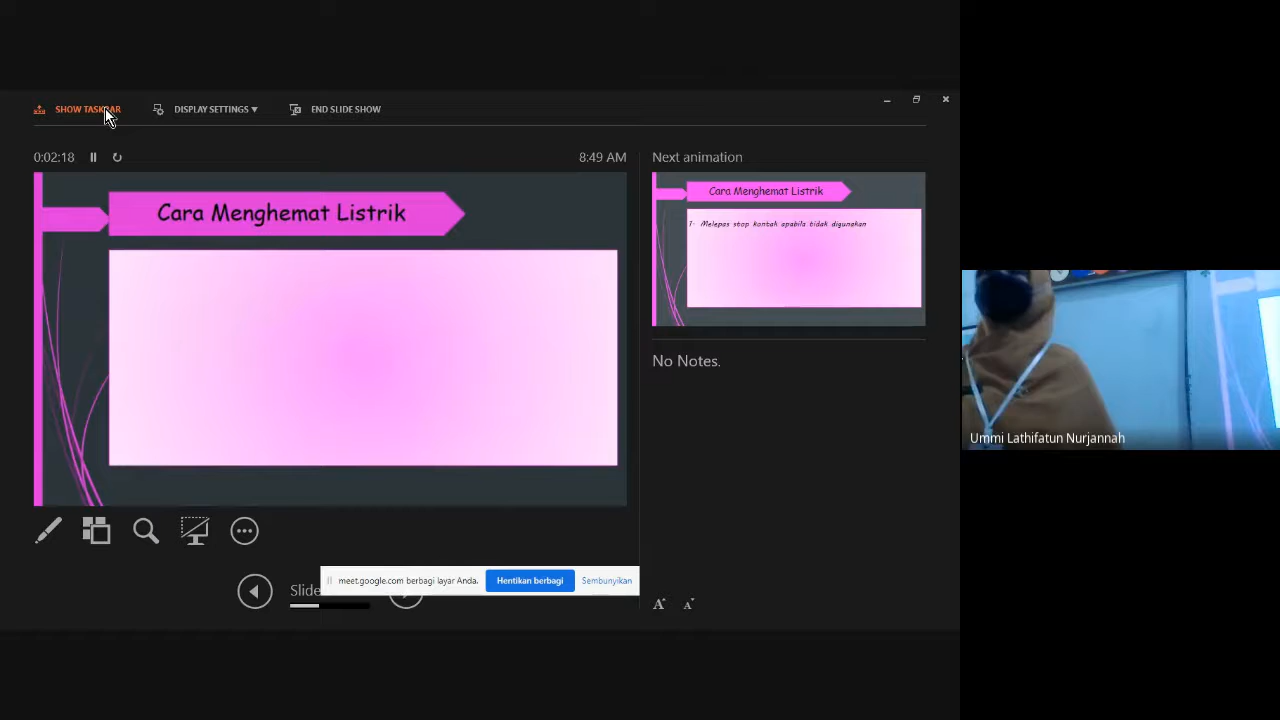 SHOW TASKBAR
DISPLAY SETTINGS ▾
END SLIDE SHOW
0:02:18
8:49 AM
Next animation
Cara Menghemat Listrik
Cara Menghemat Listrik
1- Melepas stop kontak apabila tidak digunakan
No Notes.
Ummi Lathifatun Nurjannah
meet.google.com berbagi layar Anda.
Hentikan berbagi
Sembunyikan
Slide
A
A